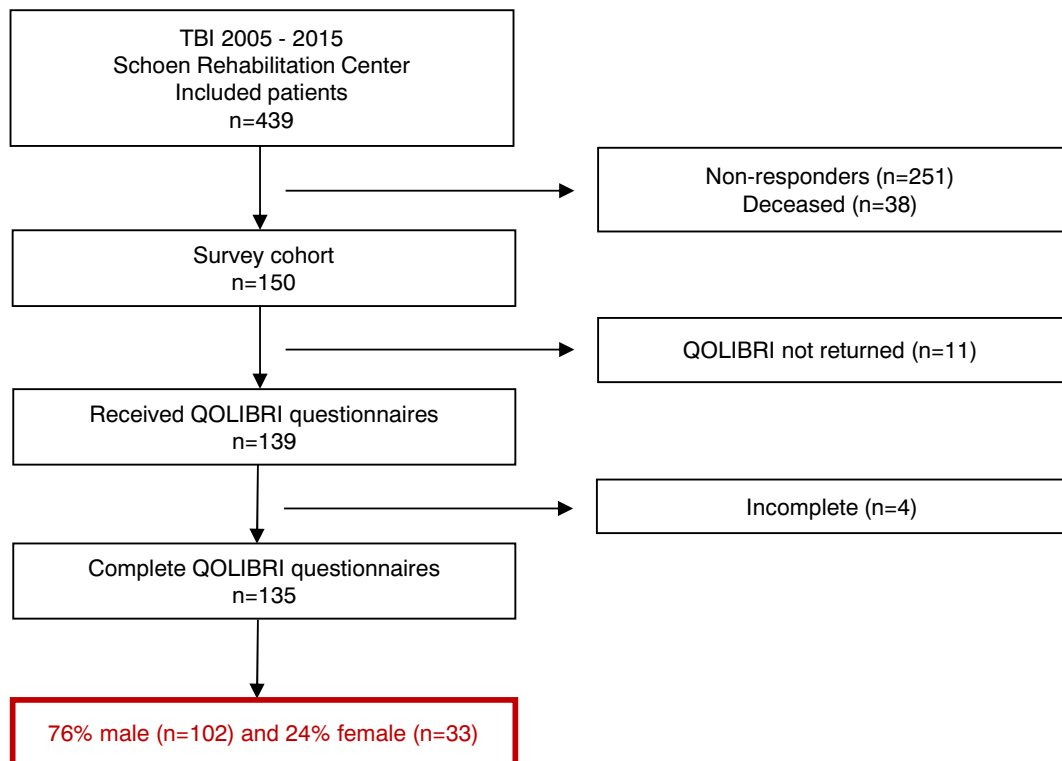 TBI 2005 - 2015
Schoen Rehabilitation Center
Included patients
n=439
Non-responders (n=251)
Deceased (n=38)
Survey cohort
n=150
QOLIBRI not returned (n=11)
Received QOLIBRI questionnaires
n=139
Incomplete (n=4)
Complete QOLIBRI questionnaires
n=135
76% male (n=102) and 24% female (n=33)